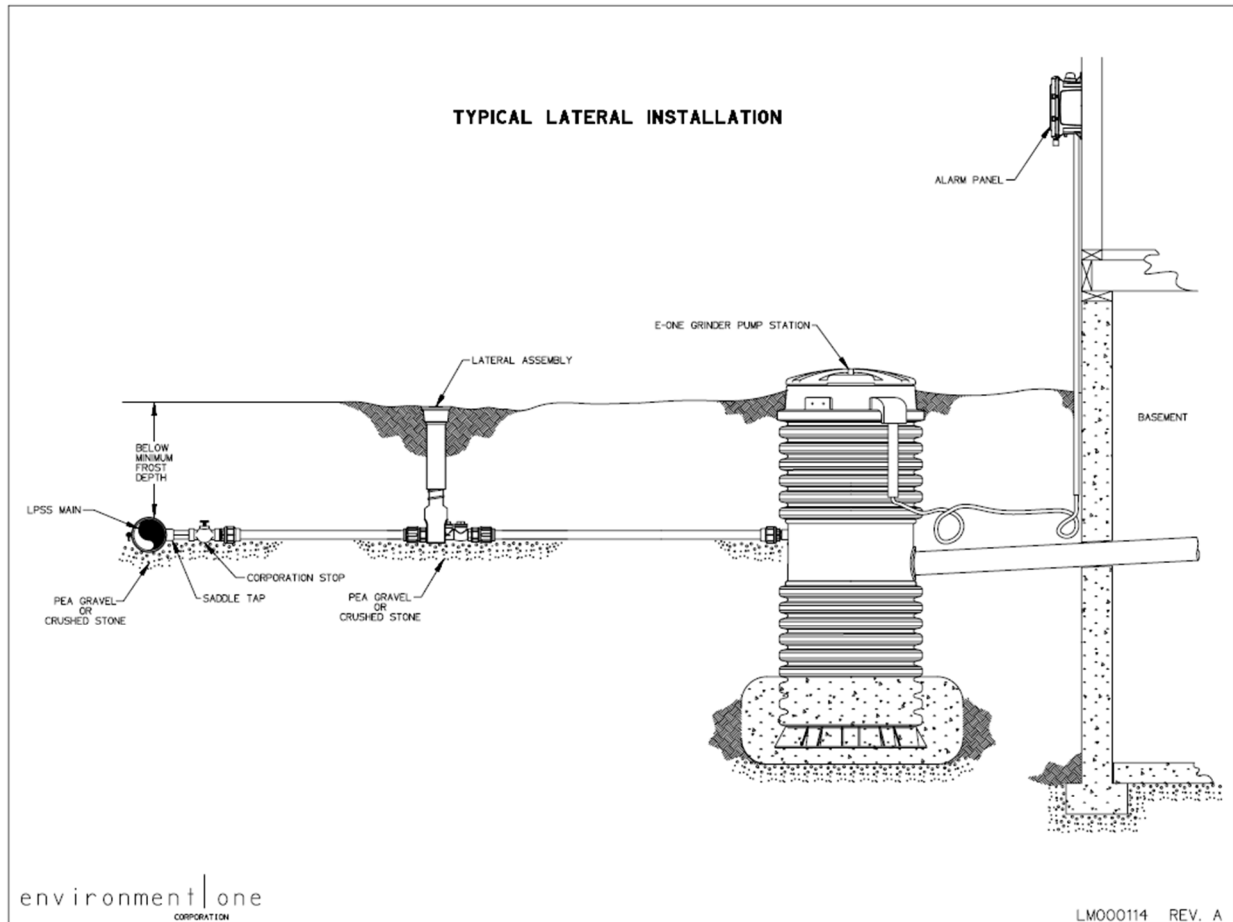 TYPICAL LATERAL INSTALLATION
ALARM PANEL
E-ONE GRINDER PUMP STATION
LATERAL ASSEMBLY
BASEMENT
BELOW
MINIMUM
FROST
DEPTH
LPSS MAIN
CORPORATION STOP
SADDLE TAP
PEA GRAVEL
OR
CRUSHED STONE
PEA GRAVEL
OR
CRUSHED STONE
environment|one
CORPORATION
LM000114 REV. A